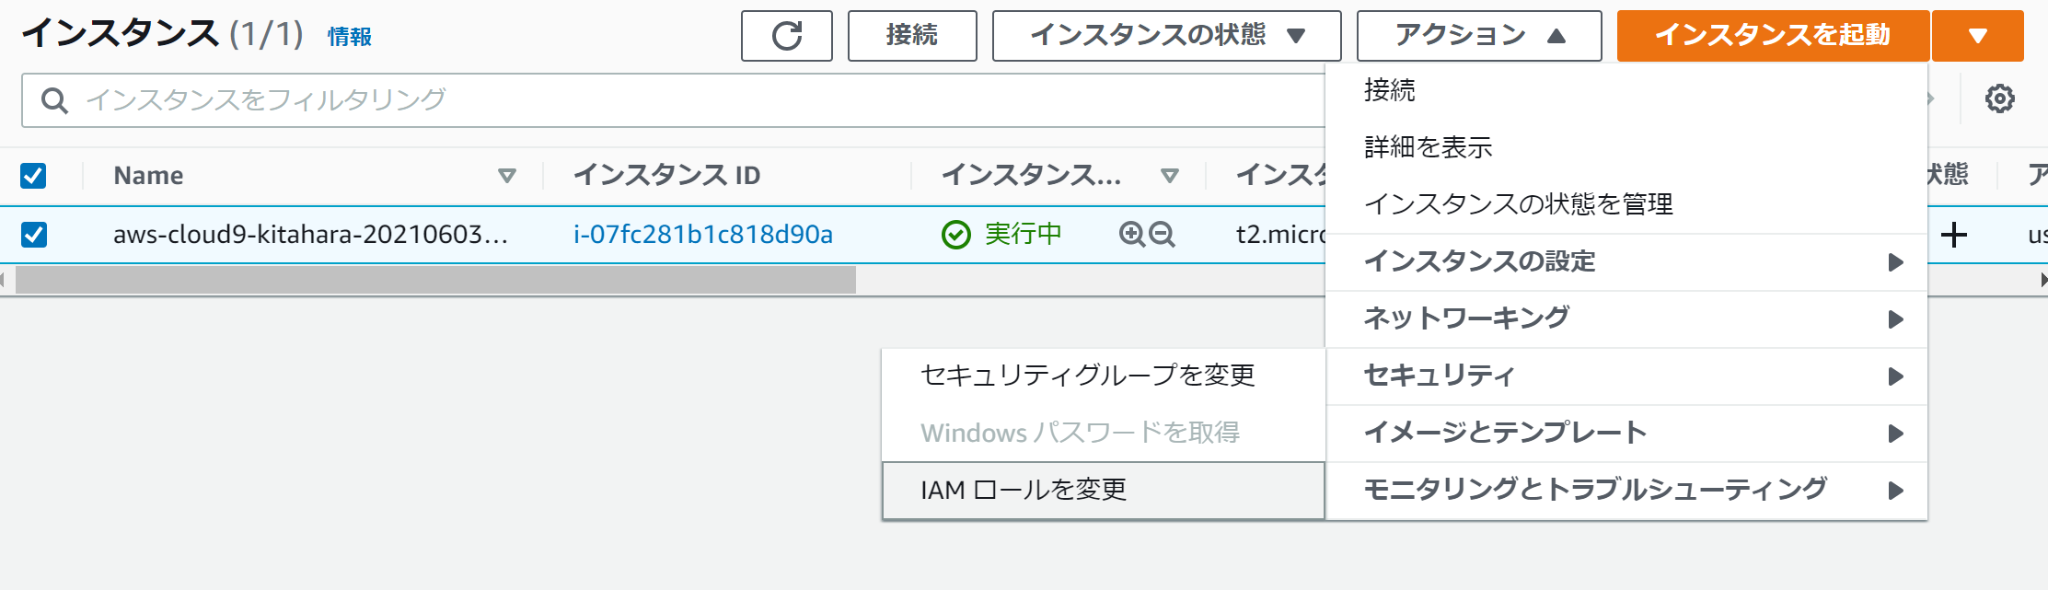 インスタンス (1/1) 情報
接続
インスタンスの状態
アクション
インスタンスを起動
インスタンスをフィルタリング
Name
インスタンス ID
インスタンス...
インスタ
状態
ア
aws-cloud9-kitahara-20210603...
i-07fc281b1c818d90a
実行中
t2.micro
us
接続
詳細を表示
インスタンスの状態を管理
インスタンスの設定
ネットワーキング
セキュリティ
イメージとテンプレート
モニタリングとトラブルシューティング
セキュリティグループを変更
Windows パスワードを取得
IAM ロールを変更